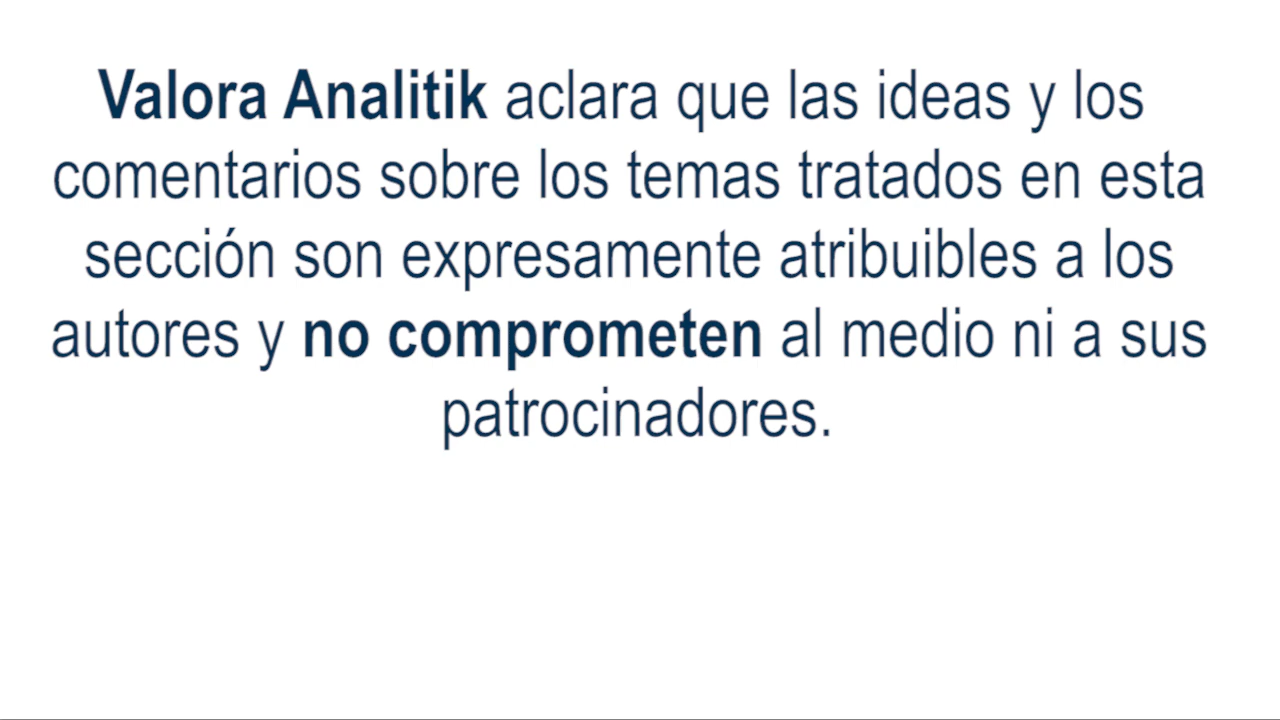 Valora Analitik aclara que las ideas y los
comentarios sobre los temas tratados en esta
sección son expresamente atribuibles a los
autores y no comprometen al medio ni a sus
patrocinadores.